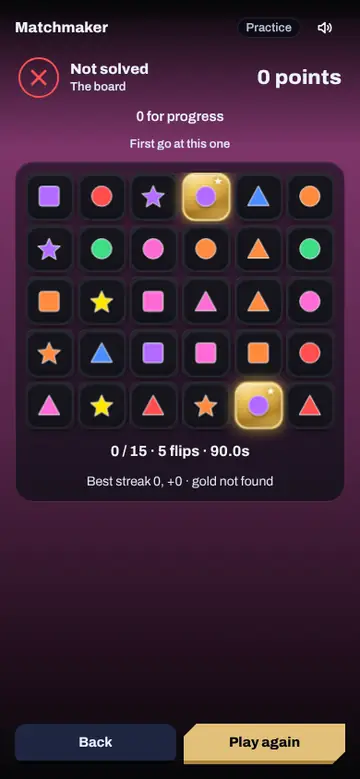 Matchmaker
Practice
Not solved
The board
0 points
0 for progress
First go at this one
0 / 15 · 5 flips · 90.0s
Best streak 0, +0 · gold not found
Back
Play again